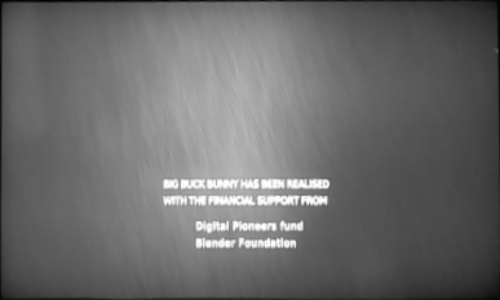 BIG BUCK BUNNY HAS BEEN REALISED
WITH THE FINANCIAL SUPPORT FROM
Digital Pioneers fund
Blender Foundation